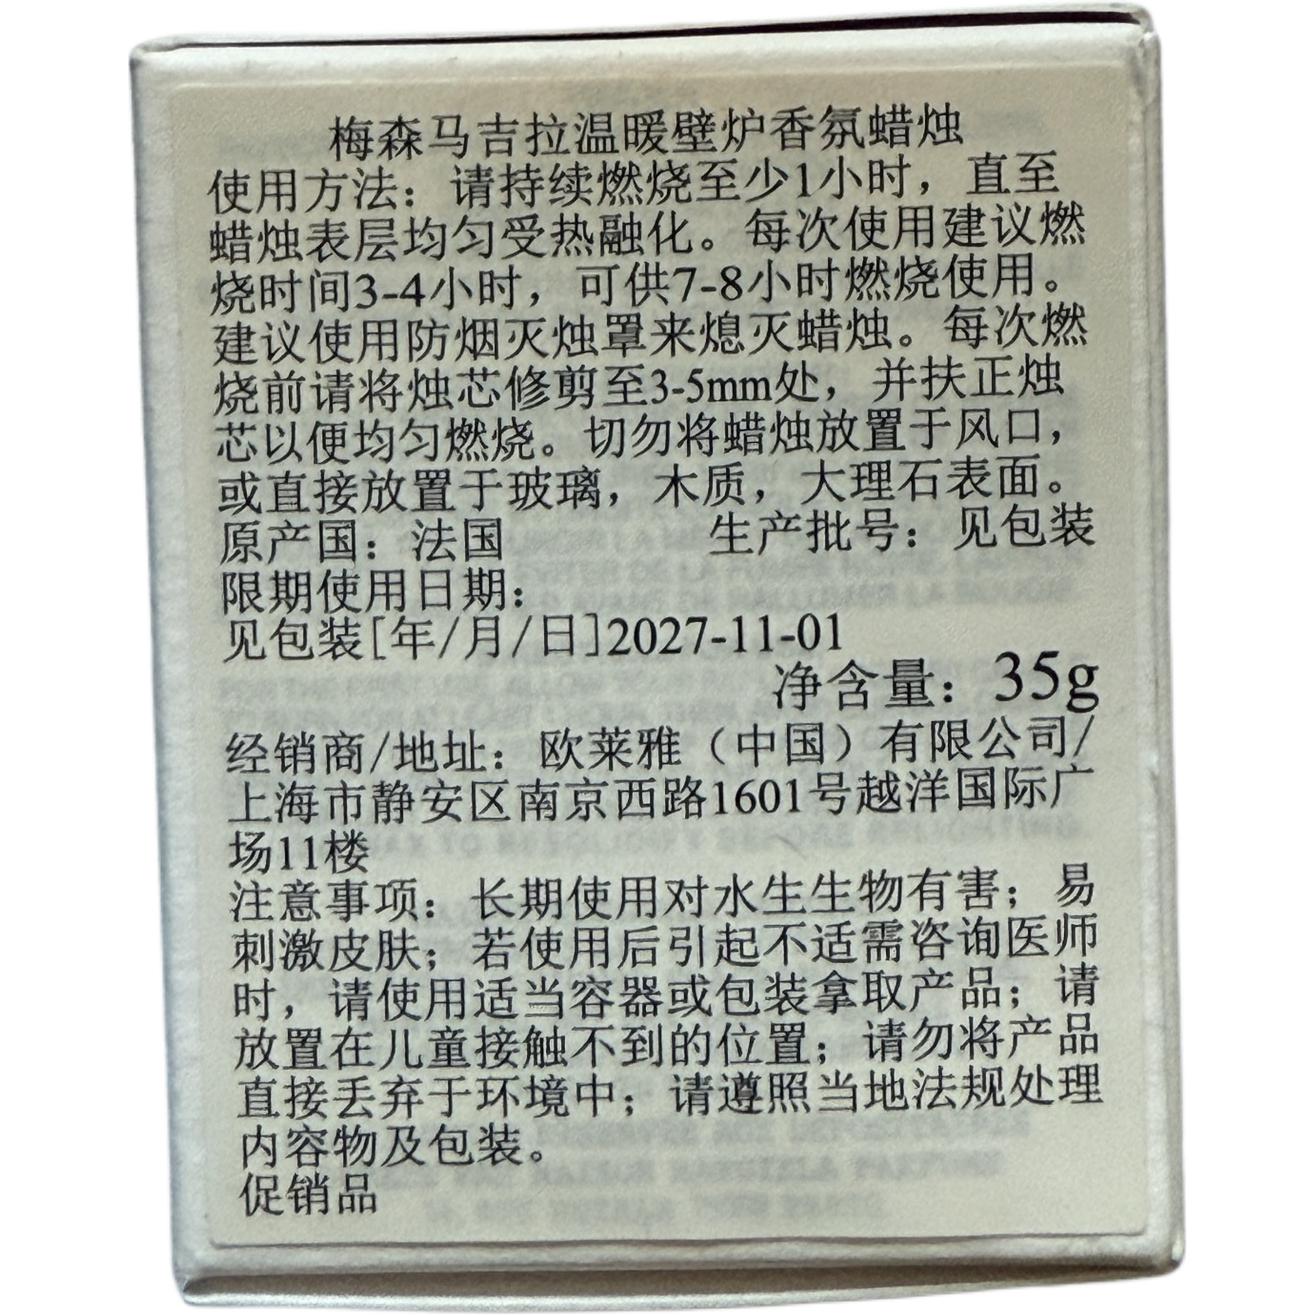 梅森马吉拉温暖壁炉香氛蜡烛
使用方法：请持续燃烧至少1小时，直至
蜡烛表层均匀受热融化。每次使用建议燃
烧时间3-4小时，可供7-8小时燃烧使用。
建议使用防烟灭烛罩来熄灭蜡烛。每次燃
烧前请将烛芯修剪至3-5mm处，并扶正烛
芯以便均匀燃烧。切勿将蜡烛放置于风口，
或直接放置于玻璃，木质，大理石表面。
原产国：法国 生产批号：见包装
限期使用日期：
见包装[年/月/日]2027-11-01
净含量：35g
经销商/地址：欧莱雅（中国）有限公司/
上海市静安区南京西路1601号越洋国际广
场11楼
注意事项：长期使用对水生生物有害；易
刺激皮肤；若使用后引起不适需咨询医师
时，请使用适当容器或包装拿取产品；请
放置在儿童接触不到的位置；请勿将产品
直接丢弃于环境中；请遵照当地法规处理
内容物及包装。
促销品